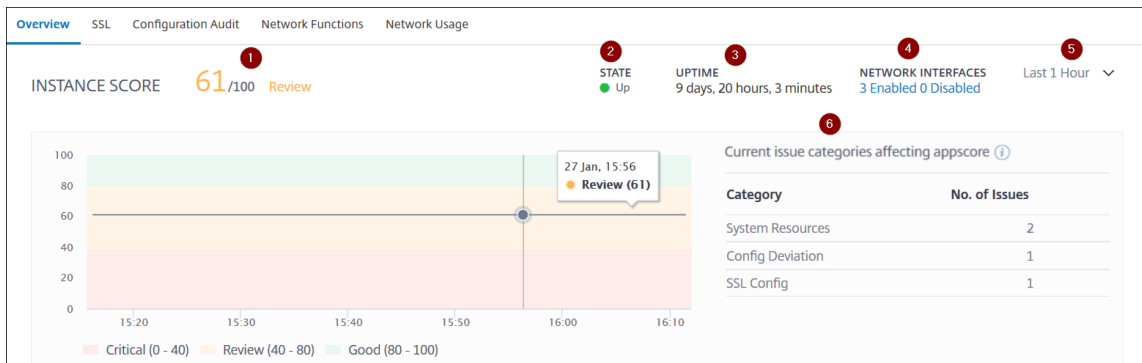 Overview SSL Configuration Audit Network Functions Network Usage
1 2 3 4 5
INSTANCE SCORE 61/100 Review
STATE
Up
UPTIME
9 days, 20 hours, 3 minutes
NETWORK INTERFACES
3 Enabled 0 Disabled
Last 1 Hour
6
100
80
60
40
20
0
27 Jan, 15:56
Review (61)
15:20 15:30 15:40 15:50 16:00 16:10
Critical (0 - 40) Review (40 - 80) Good (80 - 100)
Current issue categories affecting appscore i
Category No. of Issues
System Resources 2
Config Deviation 1
SSL Config 1